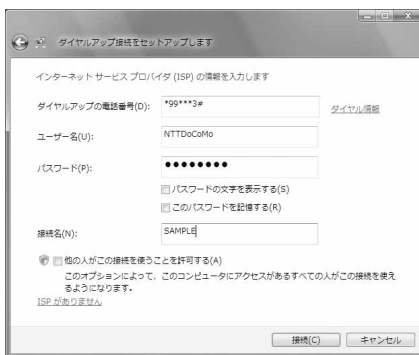 ダイヤルアップ接続をセットアップします
インターネット サービス プロバイダ (ISP) の情報を入力します
ダイヤルアップの電話番号(D):
*99***3#
ダイヤル情報
ユーザー名(U):
NTTDoCoMo
パスワード(P):
●●●●●●●●
パスワードの文字を表示する(S)
このパスワードを記憶する(R)
接続名(N):
SAMPLE
他の人がこの接続を使うことを許可する(A)
このオプションによって、このコンピュータにアクセスがあるすべての人がこの接続を使え
るようになります。
ISP がありません
接続(C)
キャンセル